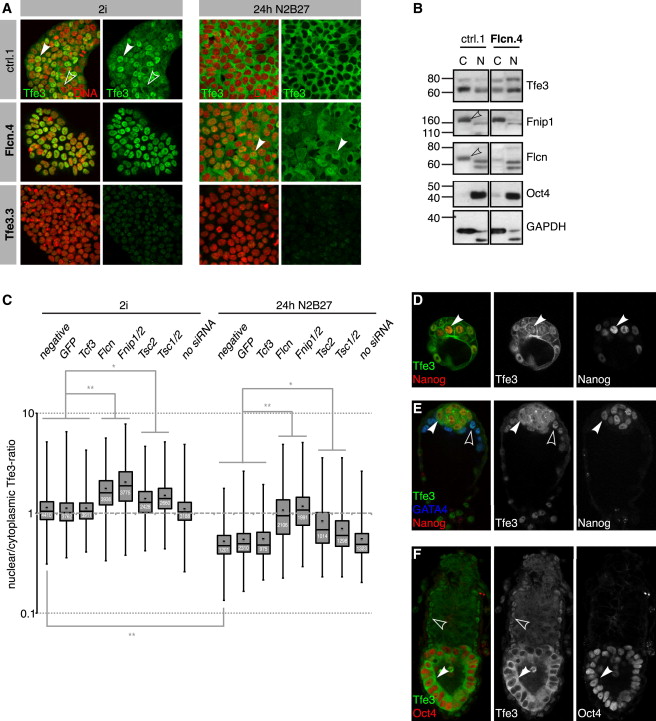 A
2i
24h N2B27
ctrl.1
Tfe3
DNA
Tfe3
Tfe3
Tfe3
Flcn.4
Tfe3.3
B
ctrl.1 Flcn.4
C N C N
80
60
Tfe3
160
110
Fnip1
80
60
Flcn
50
40
Oct4
40
GAPDH
C
2i
24h N2B27
negative GFP Tcf3 Flcn Fnip1/2 Tsc2 Tsc1/2 no siRNA
negative GFP Tcf3 Flcn Fnip1/2 Tsc2 Tsc1/2 no siRNA
*
**
*
**
10
1
0.1
nuclear/cytoplasmic Tfe3-ratio
**
D
Tfe3
Nanog
Tfe3
Nanog
E
Tfe3
GATA4
Nanog
Tfe3
Nanog
F
Tfe3
Oct4
Tfe3
Oct4